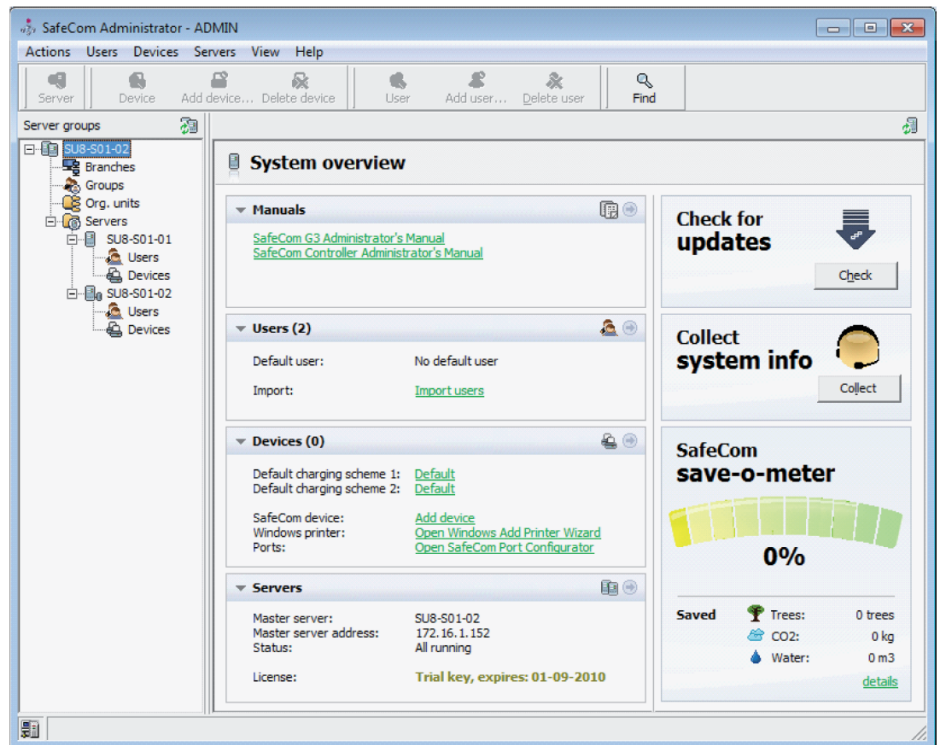 SafeCom Administrator - ADMIN
Actions Users Devices Servers View Help
Server Device Add device... Delete device User Add user... Delete user Find
Server groups
SU8-S01-02
Branches
Groups
Org. units
Servers
SU8-S01-01
Users
Devices
SU8-S01-02
Users
Devices
System overview
Manuals
SafeCom G3 Administrator's Manual
SafeCom Controller Administrator's Manual
Users (2)
Default user: No default user
Import: Import users
Devices (0)
Default charging scheme 1: Default
Default charging scheme 2: Default
SafeCom device: Add device
Windows printer: Open Windows Add Printer Wizard
Ports: Open SafeCom Port Configurator
Servers
Master server: SU8-S01-02
Master server address: 172.16.1.152
Status: All running
License: Trial key, expires: 01-09-2010
Check for
updates
Check
Collect
system info
Collect
SafeCom
save-o-meter
0%
Saved Trees: 0 trees
CO2: 0 kg
Water: 0 m3
details